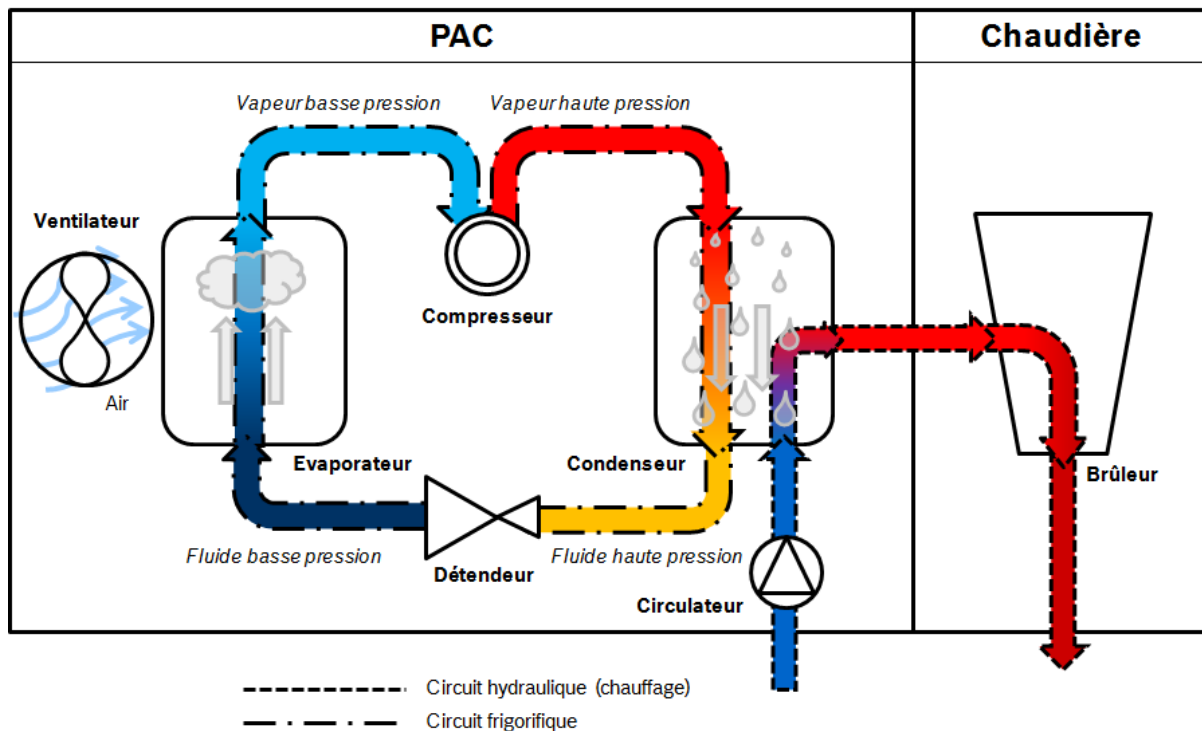 PAC
Chaudière
Vapeur basse pression
Vapeur haute pression
Ventilateur
Compresseur
Air
Evaporateur
Condenseur
Brûleur
Fluide basse pression
Fluide haute pression
Détendeur
Circulateur
Circuit hydraulique (chauffage)
Circuit frigorifique